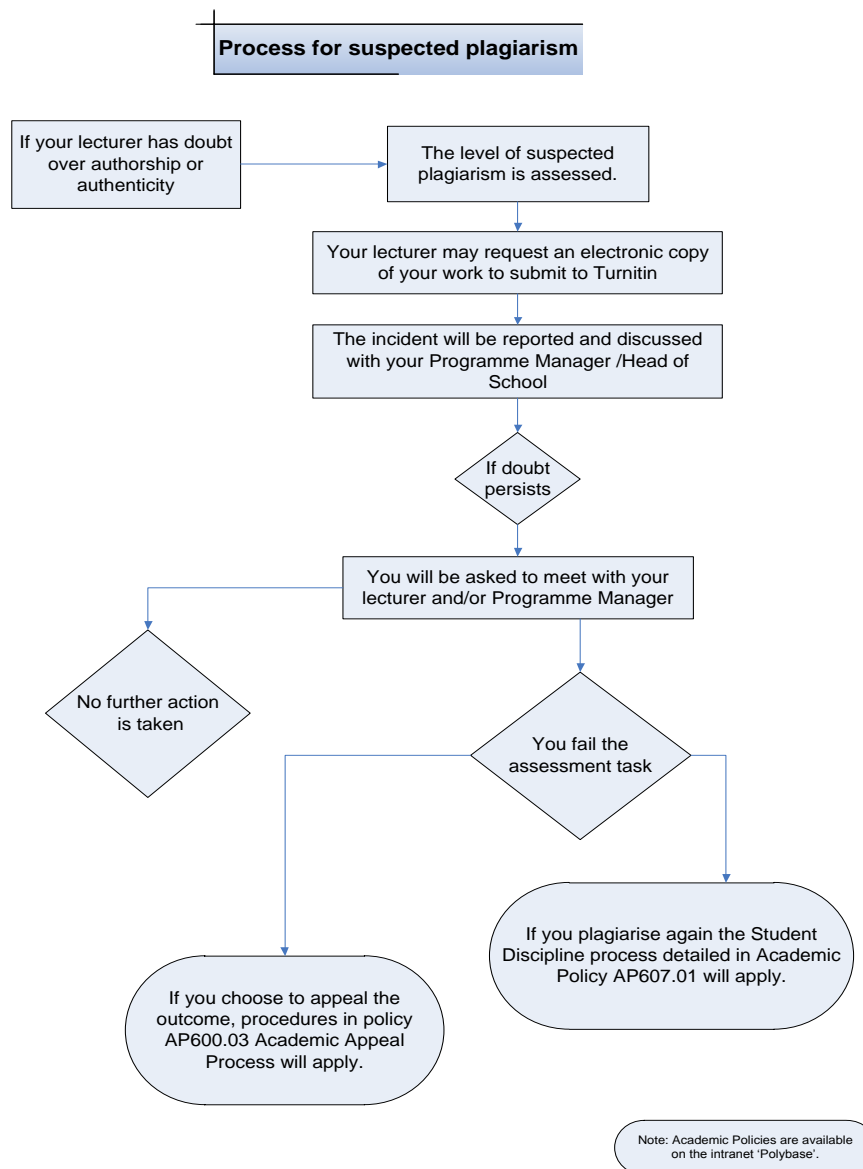 Process for suspected plagiarism
If your lecturer has doubt
over authorship or
authenticity
The level of suspected
plagiarism is assessed.
Your lecturer may request an electronic copy
of your work to submit to Turnitin
The incident will be reported and discussed
with your Programme Manager /Head of
School
If doubt
persists
You will be asked to meet with your
lecturer and/or Programme Manager
No further action
is taken
You fail the
assessment task
If you plagiarise again the Student
Discipline process detailed in Academic
Policy AP607.01 will apply.
If you choose to appeal the
outcome, procedures in policy
AP600.03 Academic Appeal
Process will apply.
Note: Academic Policies are available
on the intranet ‘Polybase’.